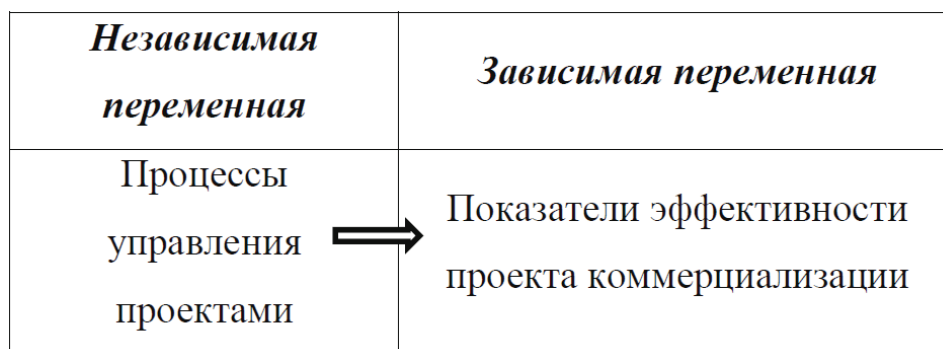 Независимая
переменная
Зависимая переменная
Процессы
управления
проектами
Показатели эффективности
проекта коммерциализации